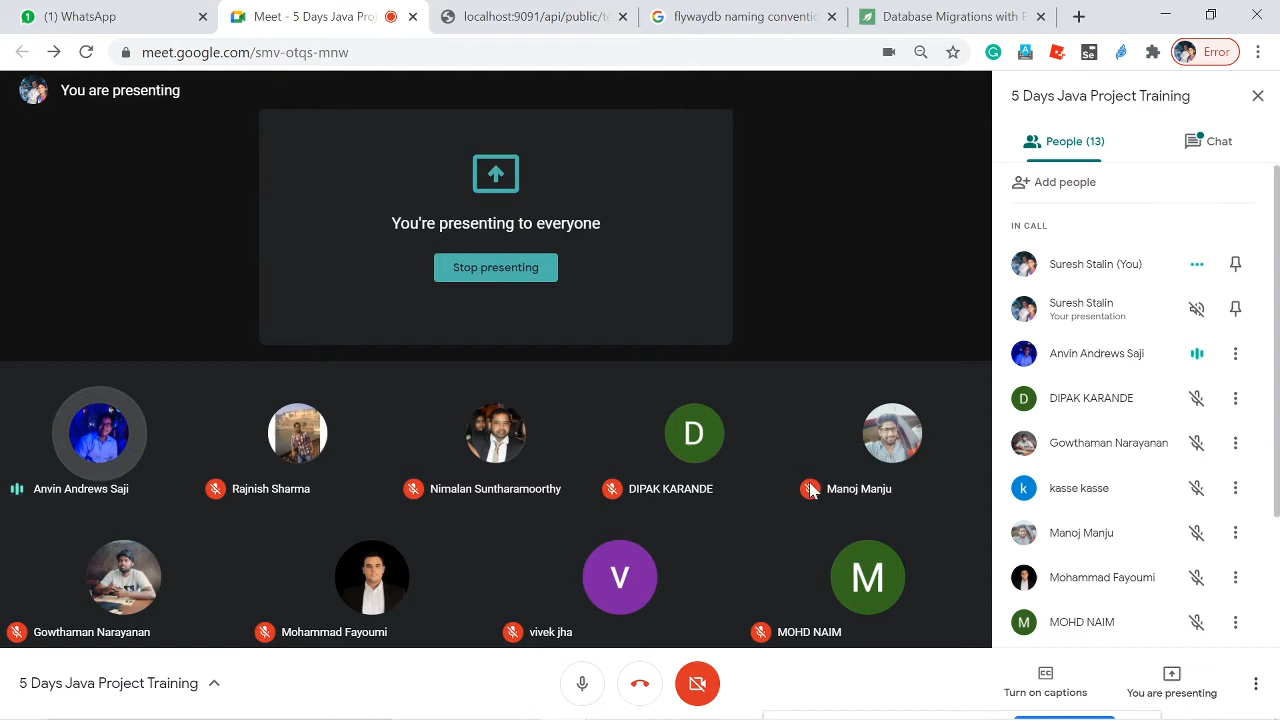 (1) WhatsApp
Meet - 5 Days Java Proj
localhost:9091/api/public/te
flywaydb naming conventio
Database Migrations with F
meet.google.com/smv-otqs-mnw
Error
You are presenting
You're presenting to everyone
Stop presenting
Anvin Andrews Saji
Rajnish Sharma
Nimalan Suntharamoorthy
D
DIPAK KARANDE
Manoj Manju
Gowthaman Narayanan
Mohammad Fayoumi
V
vivek jha
M
MOHD NAIM
5 Days Java Project Training
People (13)
Chat
Add people
IN CALL
Suresh Stalin (You)
Suresh Stalin
Your presentation
Anvin Andrews Saji
D
DIPAK KARANDE
Gowthaman Narayanan
k
kasse kasse
Manoj Manju
Mohammad Fayoumi
M
MOHD NAIM
5 Days Java Project Training
CC
Turn on captions
You are presenting